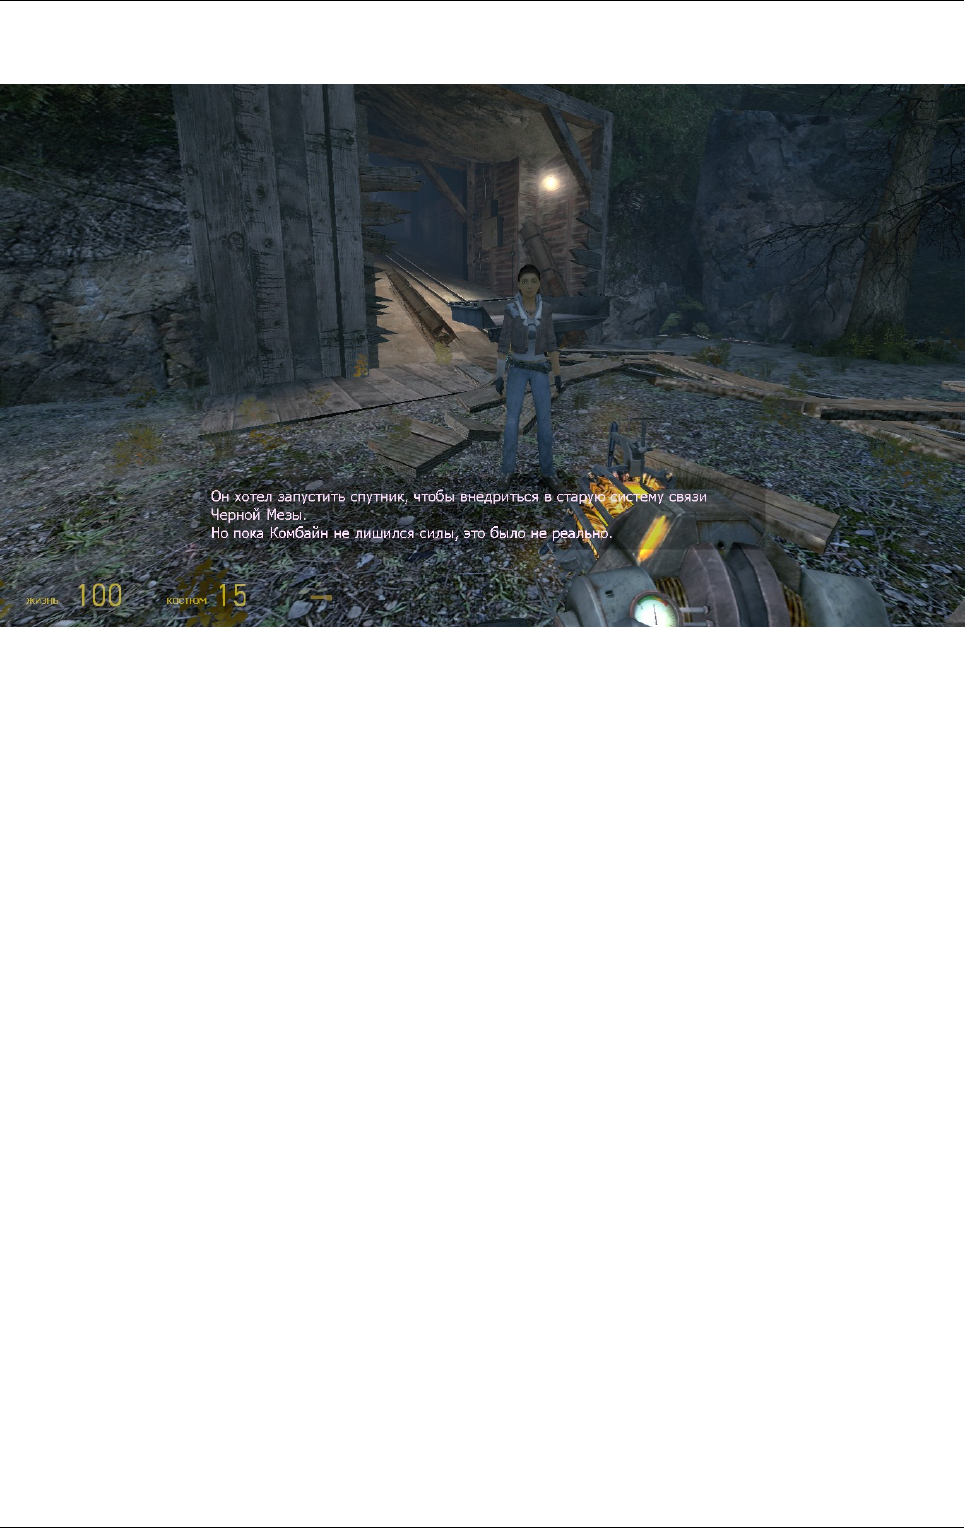 Он хотел запустить спутник, чтобы внедриться в старую систему связи
Черной Мезы.
Но пока Комбайн не лишился силы, это было не реально.
ЖИЗНЬ 100 КОСТЮМ 15